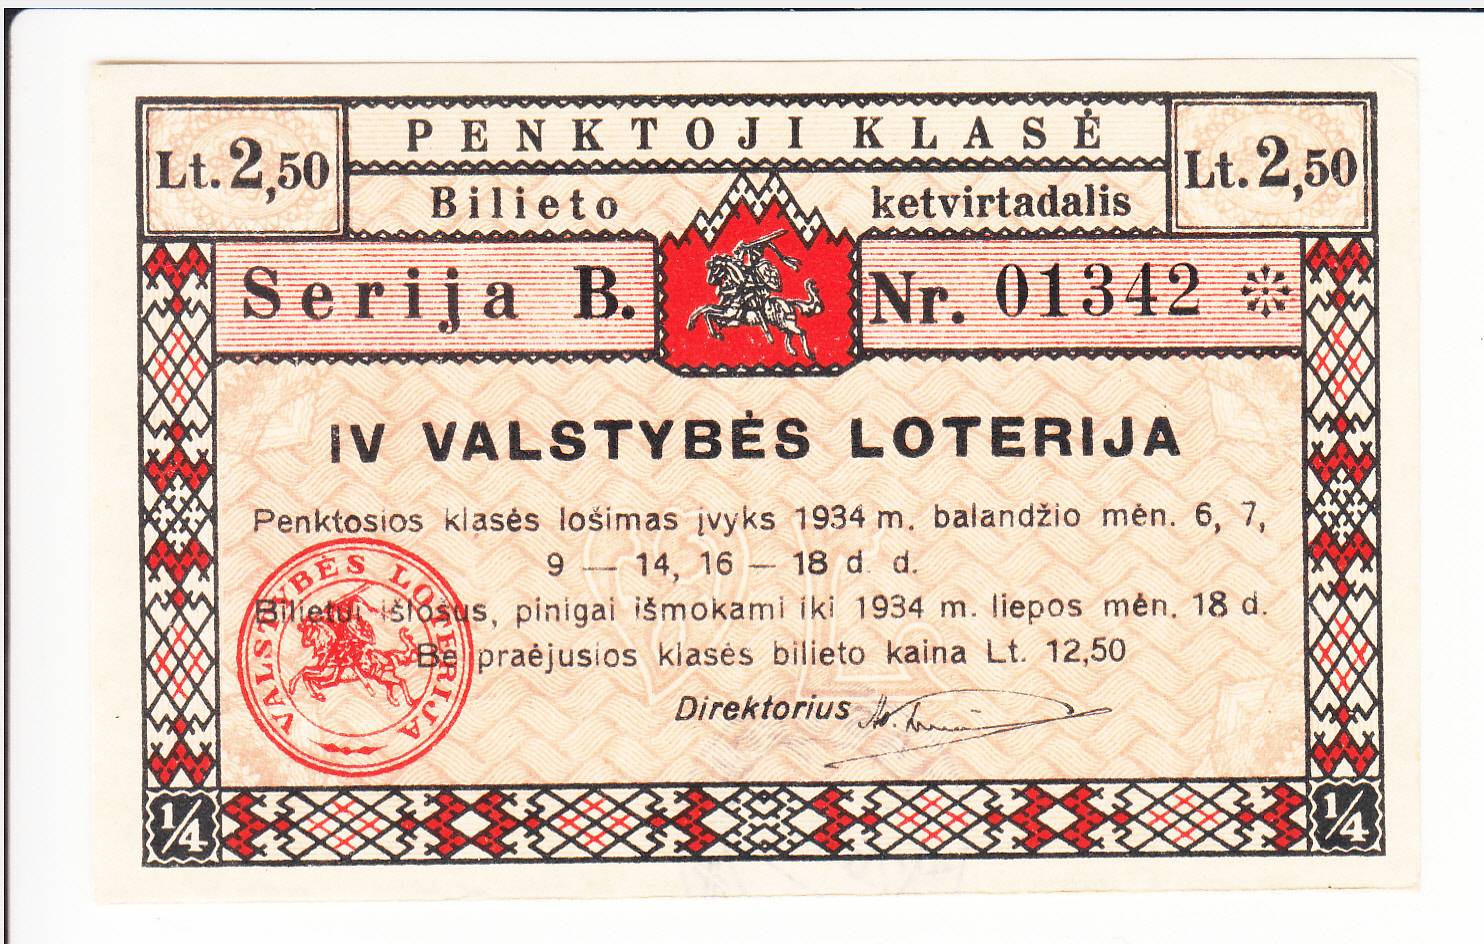 PENKTOJI KLASĖ
Lt. 2,50
Lt. 2,50
Bilieto ketvirtadalis
Serija B. Nr. 01342
IV VALSTYBĖS LOTERIJA
Penktosios klasės lošimas įvyks 1934 m. balandžio mėn. 6, 7,
9 — 14, 16 — 18 d. d.
Bilietui išlošus, pinigai išmokami iki 1934 m. liepos mėn. 18 d.
Be praėjusios klasės bilieto kaina Lt. 12,50
Direktorius
VALSTYBĖS LOTERIJA
1/4
1/4